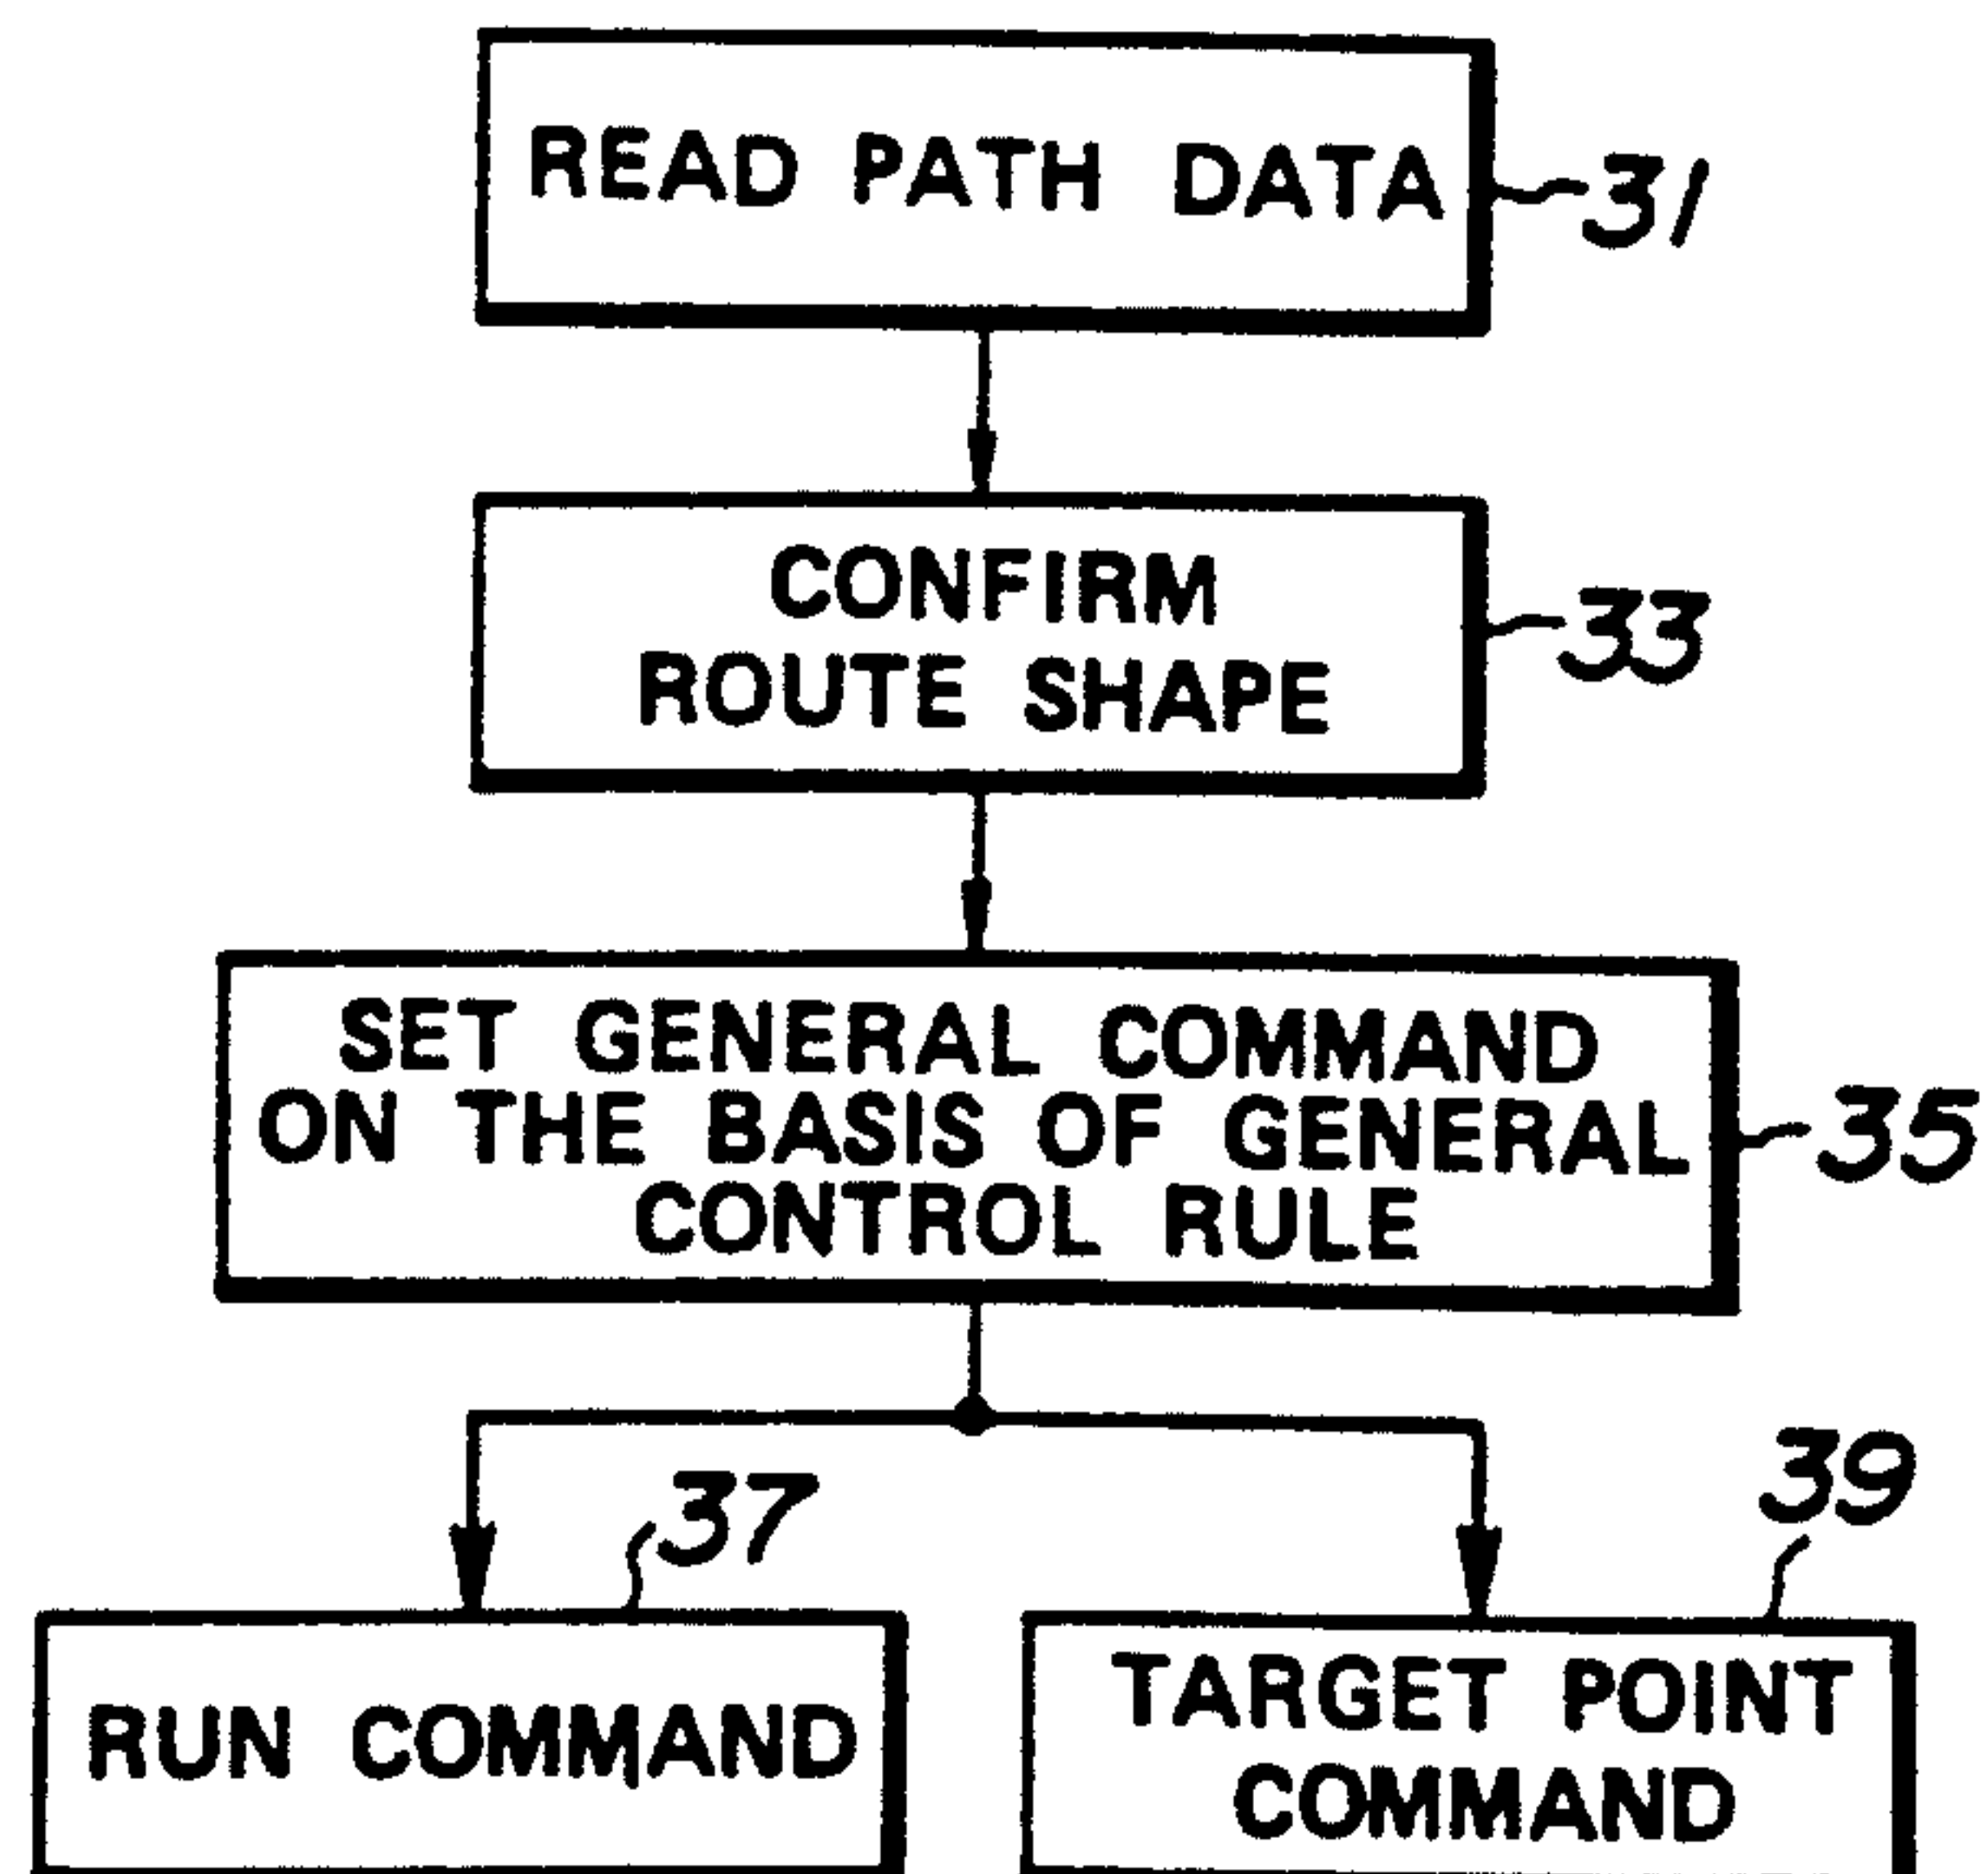 READ PATH DATA
31
CONFIRM
ROUTE SHAPE
33
SET GENERAL COMMAND
ON THE BASIS OF GENERAL
CONTROL RULE
35
37
39
RUN COMMAND
TARGET POINT
COMMAND